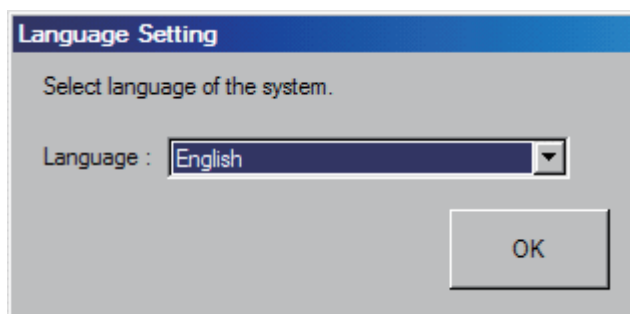 Language Setting
Select language of the system.
Language : English
OK